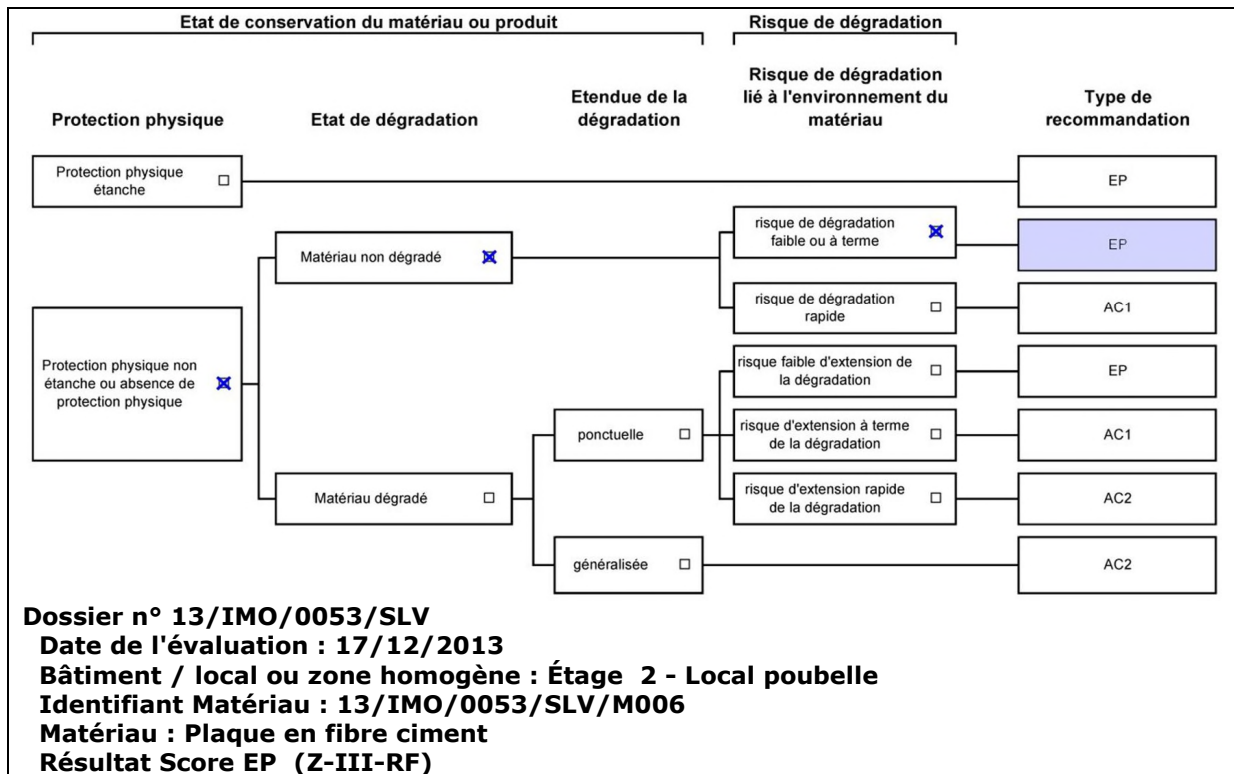 Etat de conservation du matériau ou produit
Risque de dégradation
Protection physique
Etat de dégradation
Etendue de la
dégradation
Risque de dégradation
lié à l'environnement du
matériau
Type de
recommandation
Protection physique
étanche
EP
risque de dégradation
faible ou à terme
EP
Matériau non dégradé
risque de dégradation
rapide
AC1
Protection physique non
étanche ou absence de
protection physique
risque faible d'extension de
la dégradation
EP
ponctuelle
risque d'extension à terme
de la dégradation
AC1
Matériau dégradé
risque d'extension rapide
de la dégradation
AC2
généralisée
AC2
Dossier n° 13/IMO/0053/SLV
Date de l'évaluation : 17/12/2013
Bâtiment / local ou zone homogène : Étage 2 - Local poubelle
Identifiant Matériau : 13/IMO/0053/SLV/M006
Matériau : Plaque en fibre ciment
Résultat Score EP (Z-III-RF)